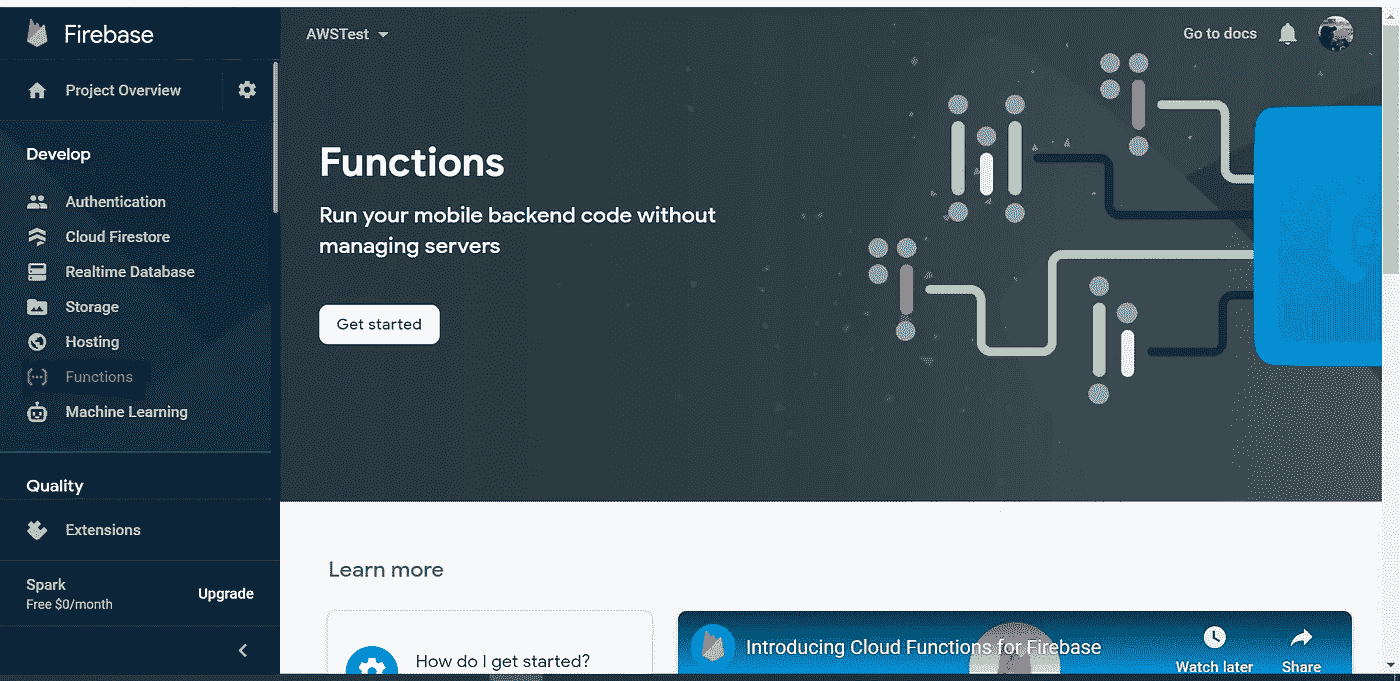 Firebase
Project Overview
Develop
Authentication
Cloud Firestore
Realtime Database
Storage
Hosting
Functions
Machine Learning
Quality
Extensions
Spark
Free $0/month
Upgrade
AWSTest
Go to docs
Functions
Run your mobile backend code without
managing servers
Get started
Learn more
How do I get started?
Introducing Cloud Functions for Firebase
Watch later
Share